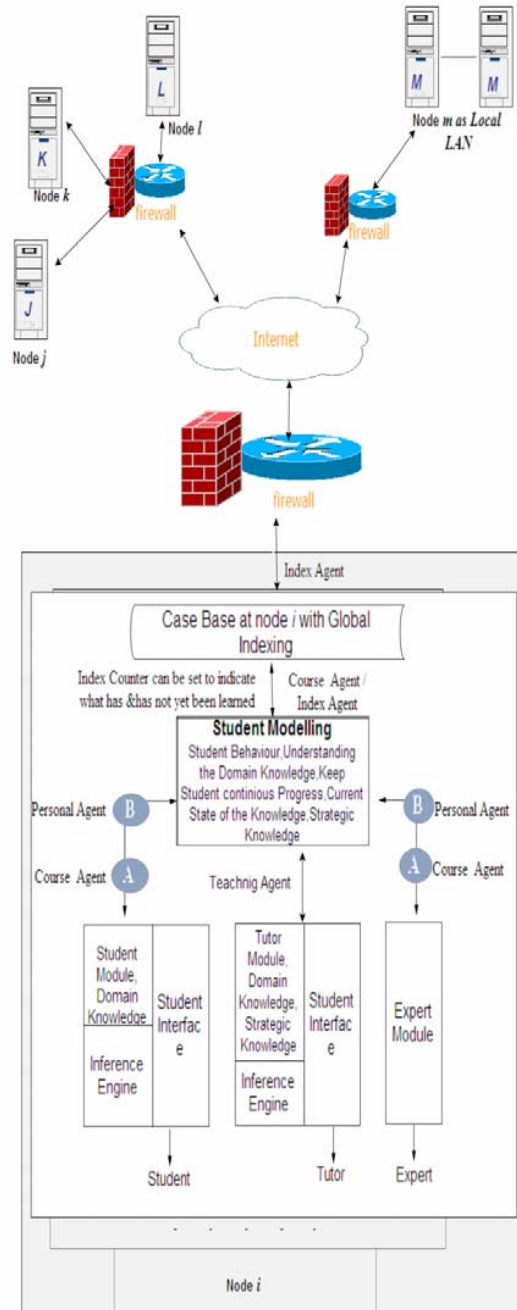 L
Node l
M
M
Node m as Local
LAN
K
Node k
firewall
J
Node j
firewall
Internet
firewall
Index Agent
Case Base at node i with Global
Indexing
Index Counter can be set to indicate
what has &has not yet been learned
Course Agent /
Index Agent
Student Modelling
Student Behaviour,Understanding
the Domain Knowledge,Keep
Student continious Progress,Current
State of the Knowledge,Strategic
Knowledge
Personal Agent
B
B
Personal Agent
Course Agent
A
A
Course Agent
Teachnig Agent
Student
Module,
Domain
Knowledge
Inference
Engine
Student
Interfac
e
Tutor
Module,
Domain
Knowledge,
Strategic
Knowledge
Inference
Engine
Student
Interfac
e
Expert
Module
Student
Tutor
Expert
- - - - -
Node i